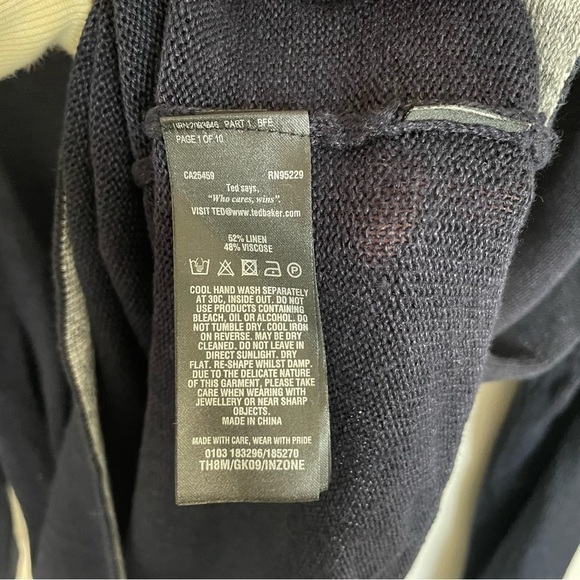 PART 1 BFE
PAGE 1 OF 10
CA25459 RN95229
Ted says,
"Who cares, wins".
VISIT TED@www.tedbaker.com
52% LINEN
48% VISCOSE
P
COOL HAND WASH SEPARATELY
AT 30C, INSIDE OUT. DO NOT
USE PRODUCTS CONTAINING
BLEACH, OIL OR ALCOHOL. DO
NOT TUMBLE DRY. COOL IRON
ON REVERSE. MAY BE DRY
CLEANED. DO NOT LEAVE IN
DIRECT SUNLIGHT. DRY
FLAT. RE-SHAPE WHILST DAMP.
DUE TO THE DELICATE NATURE
OF THIS GARMENT, PLEASE TAKE
CARE WHEN WEARING WITH
JEWELLERY OR NEAR SHARP
OBJECTS.
MADE IN CHINA
MADE WITH CARE, WEAR WITH PRIDE
0103 183296/185270
TH8M/GK09/INZONE